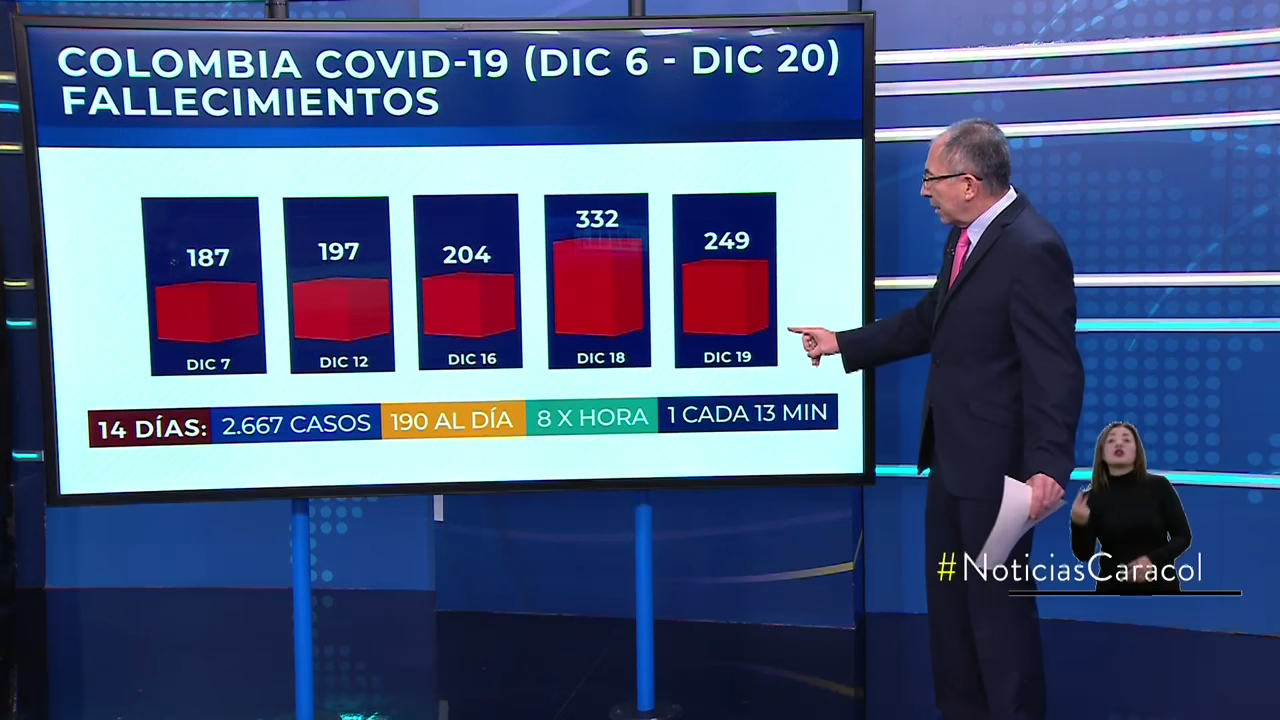 COLOMBIA COVID-19 (DIC 6 - DIC 20)
FALLECIMIENTOS
187
197
204
332
249
DIC 7
DIC 12
DIC 16
DIC 18
DIC 19
14 DÍAS: 2.667 CASOS 190 AL DÍA 8 X HORA 1 CADA 13 MIN
#NoticiasCaracol